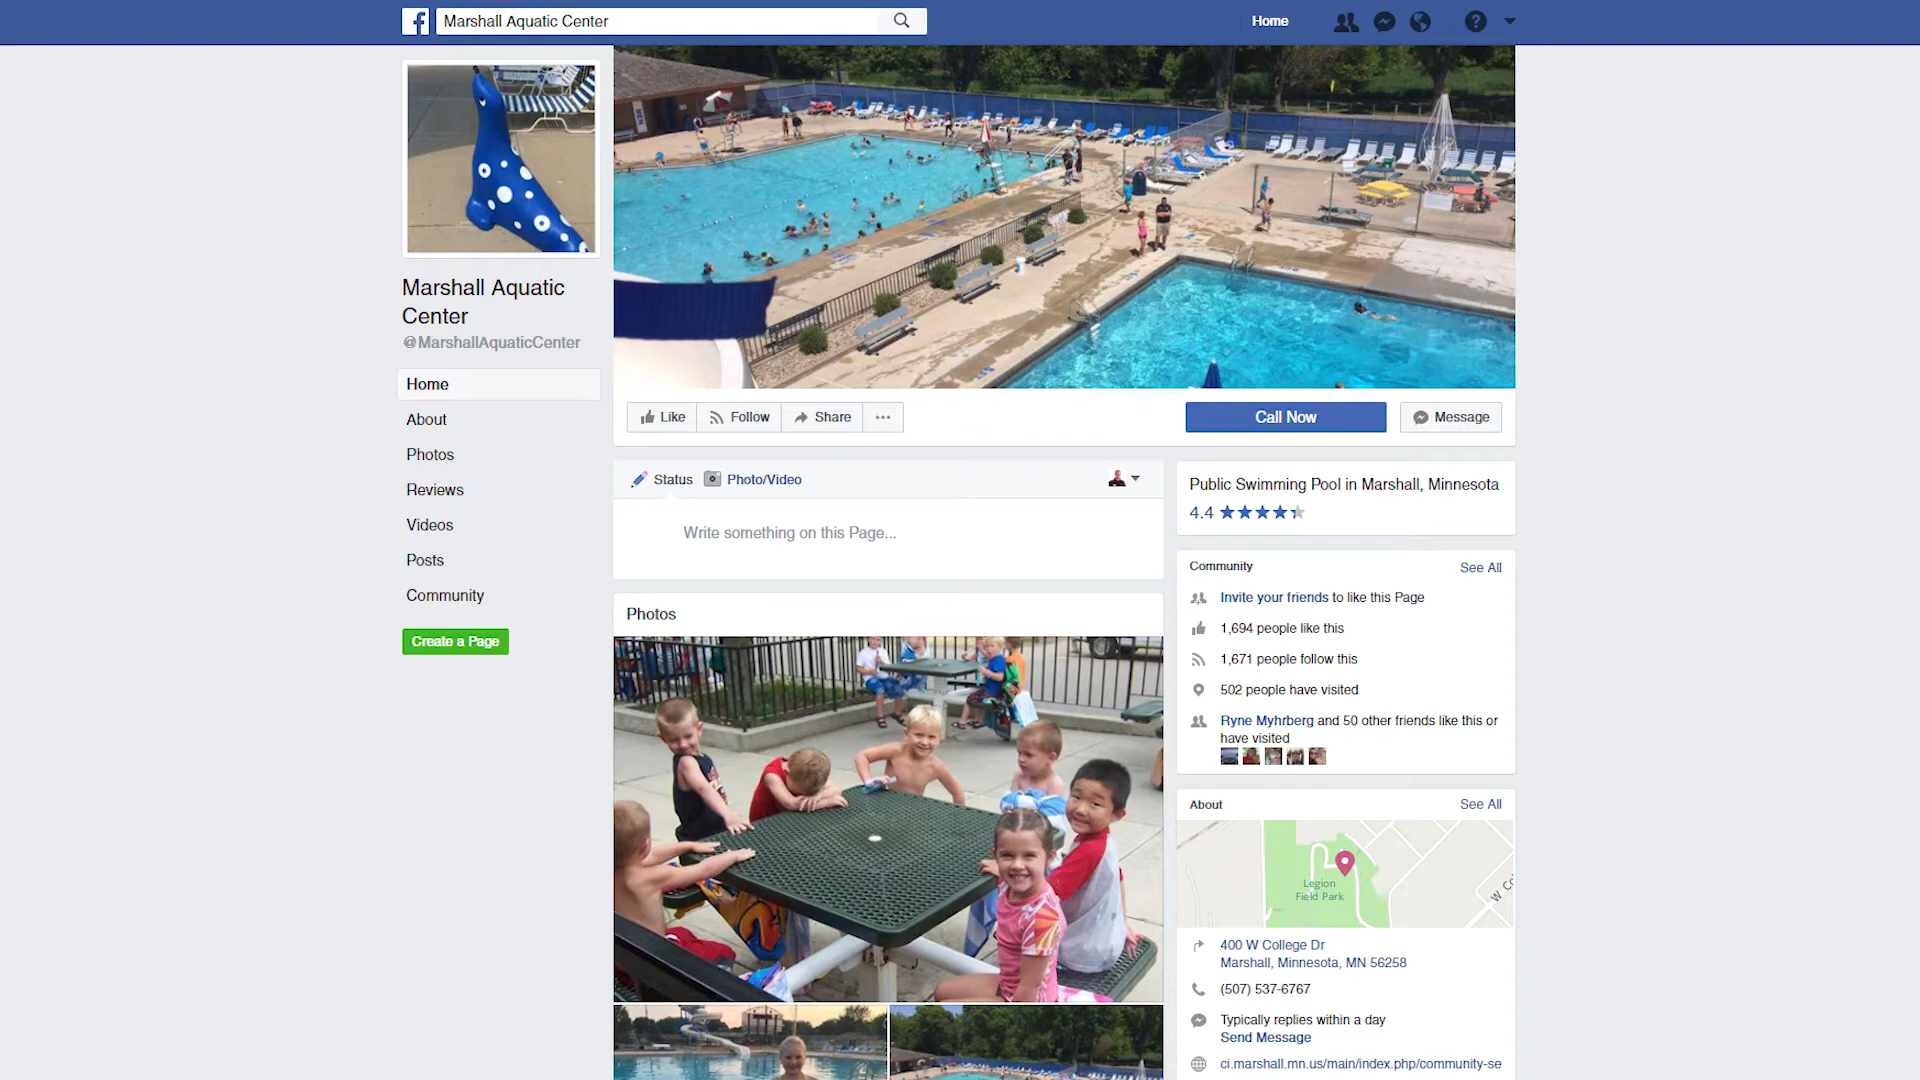 Marshall Aquatic Center
Home
Marshall Aquatic
Center
@MarshallAquaticCenter
Home
About
Photos
Reviews
Videos
Posts
Community
Create a Page
Like
Follow
Share
Call Now
Message
Status
Photo/Video
Write something on this Page...
Photos
Public Swimming Pool in Marshall, Minnesota
4.4
Community
See All
Invite your friends to like this Page
1,694 people like this
1,671 people follow this
502 people have visited
Ryne Myhrberg and 50 other friends like this or
have visited
About
See All
Legion
Field Park
W Co
400 W College Dr
Marshall, Minnesota, MN 56258
(507) 537-6767
Typically replies within a day
Send Message
ci.marshall.mn.us/main/index.php/community-se